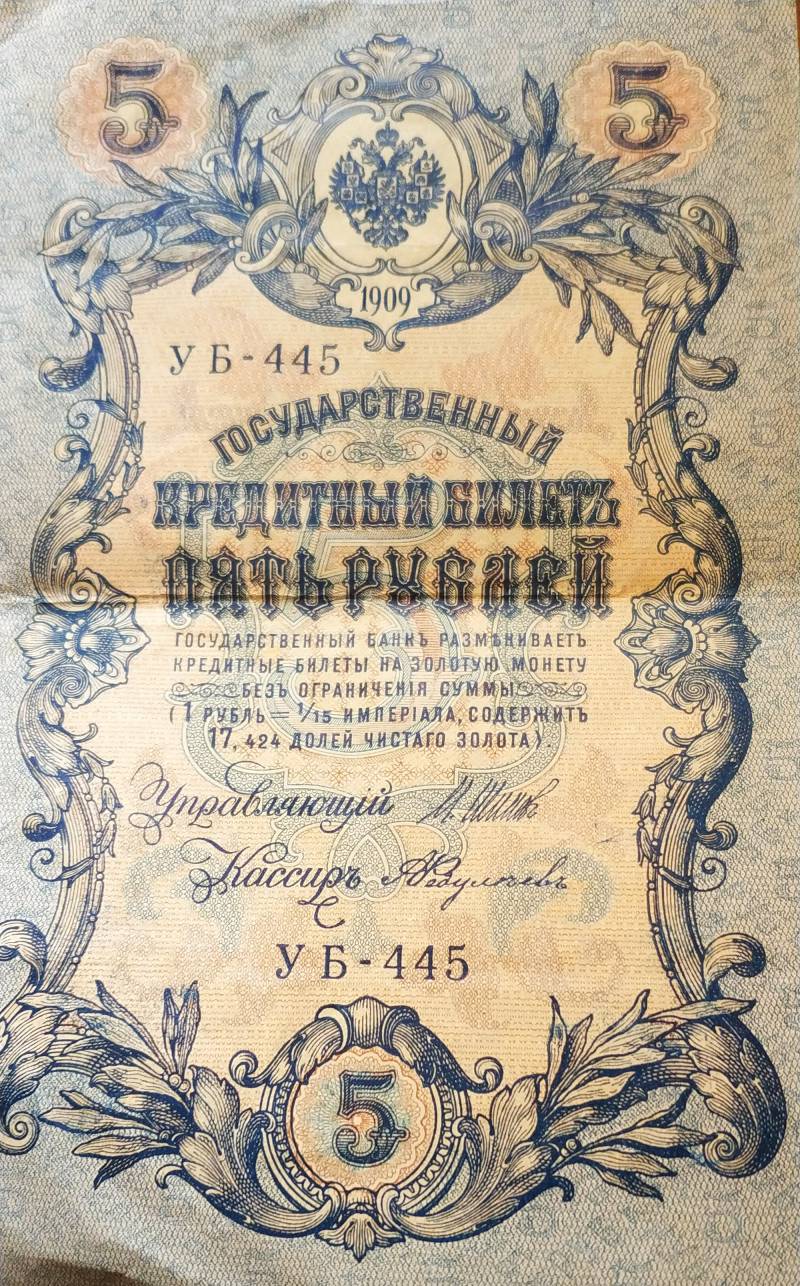 5 5
1909
УБ-445
ГОСУДАРСТВЕННЫЙ
КРЕДИТНЫЙ БИЛЕТЪ
ПЯТЬ РУБЛЕЙ
ГОСУДАРСТВЕННЫЙ БАНКЪ РАЗМѢНИВАЕТЪ
КРЕДИТНЫЕ БИЛЕТЫ НА ЗОЛОТУЮ МОНЕТУ
БЕЗЪ ОГРАНИЧЕНІЯ СУММЫ
(1 РУБЛЬ = 1/15 ИМПЕРІАЛА, СОДЕРЖИТЪ
17,424 ДОЛЕЙ ЧИСТАГО ЗОЛОТА).
Управляющій И. Шипов
Кассиръ
УБ-445
5